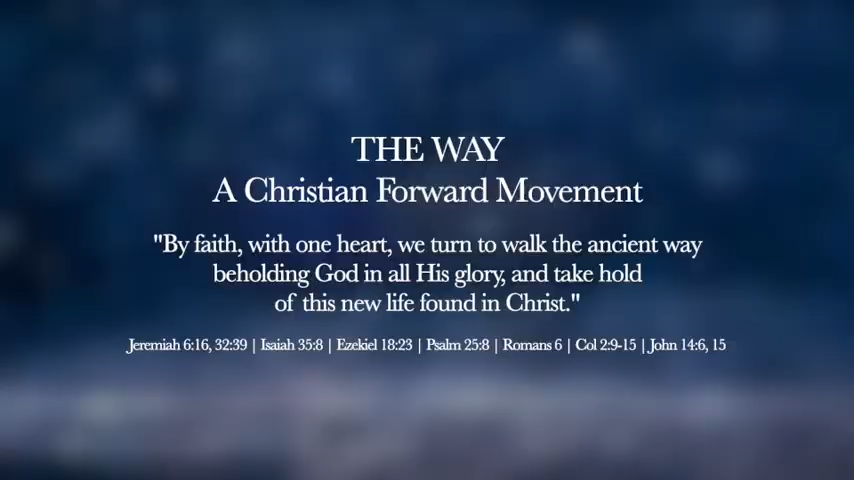 THE WAY
A Christian Forward Movement
"By faith, with one heart, we turn to walk the ancient way
beholding God in all His glory, and take hold
of this new life found in Christ."
Jeremiah 6:16, 32:39 | Isaiah 35:8 | Ezekiel 18:23 | Psalm 25:8 | Romans 6 | Col 2:9-15 | John 14:6, 15